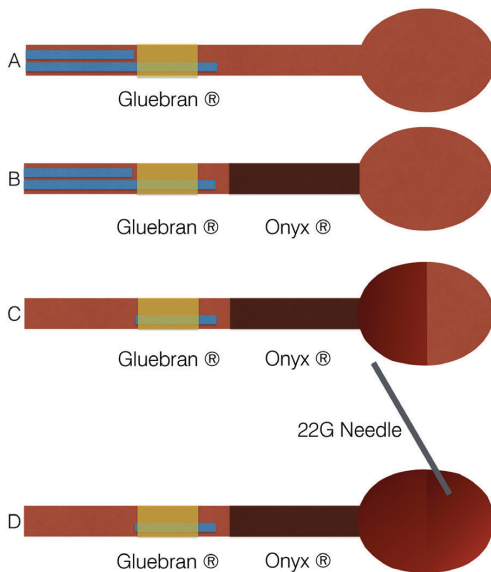 A
Gluebran ®
B
Gluebran ® Onyx ®
C
Gluebran ® Onyx ®
22G Needle
D
Gluebran ® Onyx ®